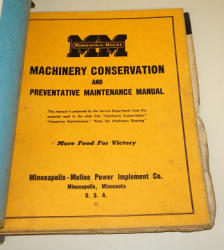 MM
MINNEAPOLIS-MOLINE
MACHINERY CONSERVATION
AND
PREVENTATIVE MAINTENANCE MANUAL
This manual is prepared by the Service Department from the
material used in the slide film "Machinery Conservation,"
"Preventive Maintenance," "Keep the Machinery Running."
More Food For Victory
Minneapolis-Moline Power Implement Co.
Minneapolis, Minnesota
U. S. A.